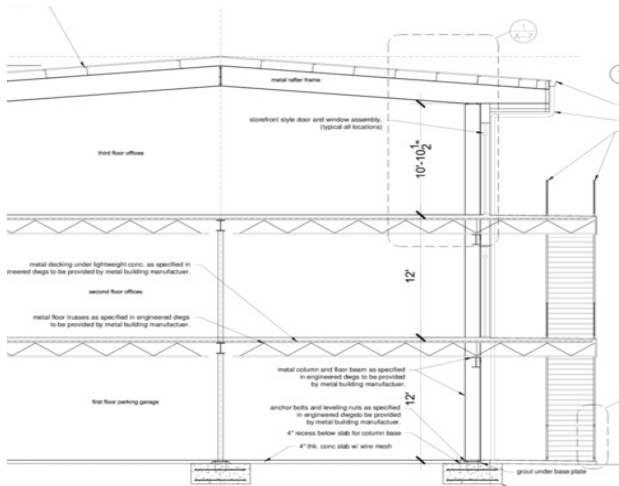 1
A-7
metal rafter frame
storefront style door and window assembly,
(typical all locations)
10'-10 1/2"
third floor offices
metal decking under lightweight conc. as specified in
engineered dwgs to be provided by metal building manufactuer.
second floor offices
12'
metal floor trusses as specified in engineered dwgs
to be provided by metal building manufactuer.
metal column and floor beam as specified
in engineered dwgs to be provided
by metal building manufactuer.
first floor parking garage
12'
anchor bolts and leveling nuts as specified
in engineered dwgsto be provided
by metal building manufactuer.
4" recess below slab for column base
4" thk. conc slab w/ wire mesh
grout under base plate